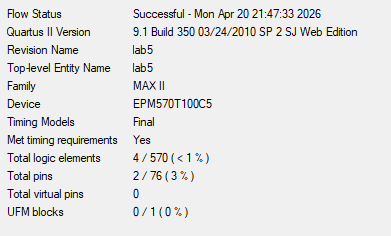 Flow Status Successful - Mon Apr 20 21:47:33 2026
Quartus II Version 9.1 Build 350 03/24/2010 SP 2 SJ Web Edition
Revision Name lab5
Top-level Entity Name lab5
Family MAX II
Device EPM570T100C5
Timing Models Final
Met timing requirements Yes
Total logic elements 4 / 570 ( < 1 % )
Total pins 2 / 76 ( 3 % )
Total virtual pins 0
UFM blocks 0 / 1 ( 0 % )